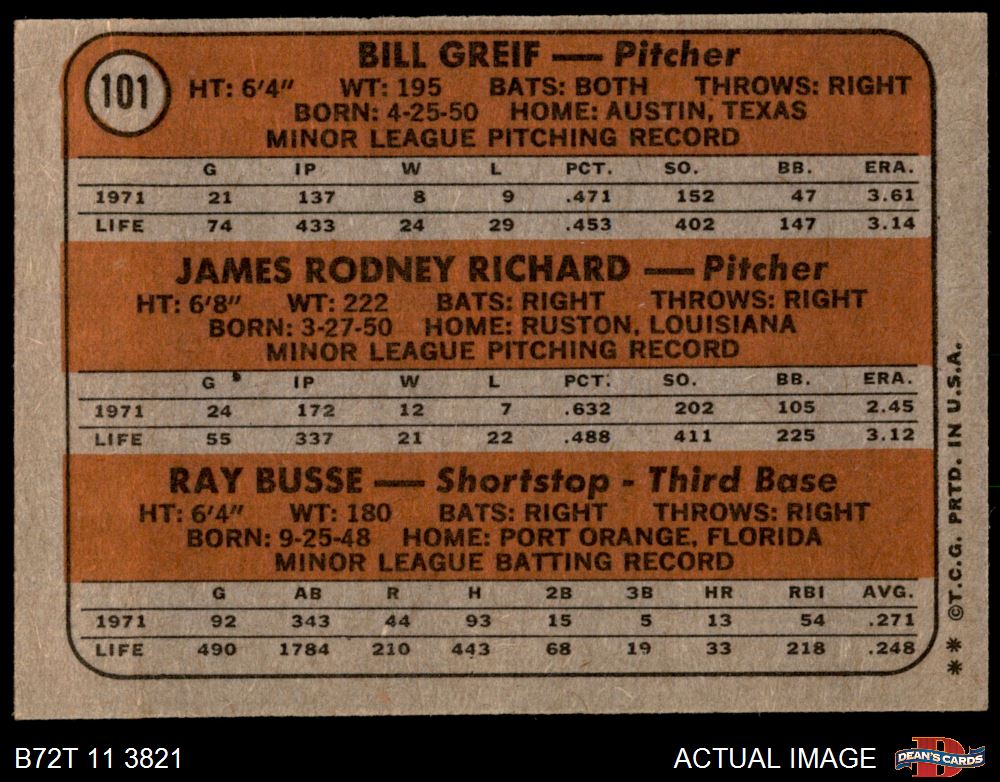 101
BILL GREIF — Pitcher
HT: 6'4" WT: 195 BATS: BOTH THROWS: RIGHT
BORN: 4-25-50 HOME: AUSTIN, TEXAS
MINOR LEAGUE PITCHING RECORD
G IP W L PCT. SO. BB. ERA.
1971 21 137 8 9 .471 152 47 3.61
LIFE 74 433 24 29 .453 402 147 3.14
JAMES RODNEY RICHARD — Pitcher
HT: 6'8" WT: 222 BATS: RIGHT THROWS: RIGHT
BORN: 3-27-50 HOME: RUSTON, LOUISIANA
MINOR LEAGUE PITCHING RECORD
G IP W L PCT. SO. BB. ERA.
1971 24 172 12 7 .632 202 105 2.45
LIFE 55 337 21 22 .488 411 225 3.12
RAY BUSSE — Shortstop - Third Base
HT: 6'4" WT: 180 BATS: RIGHT THROWS: RIGHT
BORN: 9-25-48 HOME: PORT ORANGE, FLORIDA
MINOR LEAGUE BATTING RECORD
G AB R H 2B 3B HR RBI AVG.
1971 92 343 44 93 15 5 13 54 .271
LIFE 490 1784 210 443 68 19 33 218 .248
** ©T.C.G. PRTD. IN U.S.A.
B72T 11 3821
ACTUAL IMAGE
D
DEAN'S CARDS